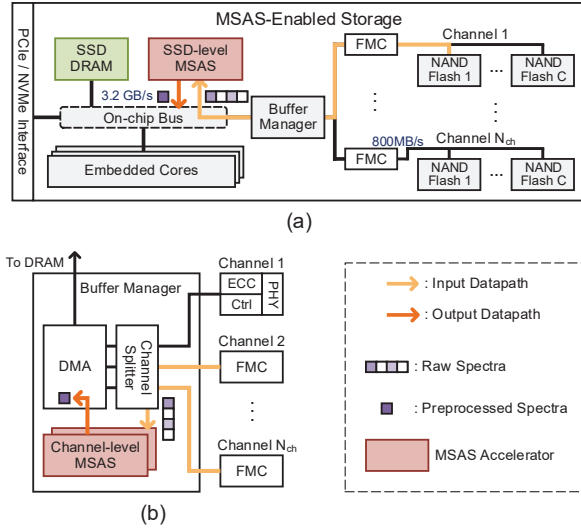 MSAS-Enabled Storage
PCIe / NVMe Interface
SSD
DRAM
SSD-level
MSAS
3.2 GB/s
On-chip Bus
Embedded Cores
Buffer
Manager
FMC
Channel 1
NAND
Flash 1
...
NAND
Flash C
FMC
800MB/s
Channel Nch
NAND
Flash 1
...
NAND
Flash C
(a)
To DRAM
Buffer Manager
DMA
Channel
Splitter
Channel-level
MSAS
Channel 1
ECC
Ctrl
PHY
Channel 2
FMC
Channel Nch
FMC
(b)
: Input Datapath
: Output Datapath
: Raw Spectra
: Preprocessed Spectra
: MSAS Accelerator